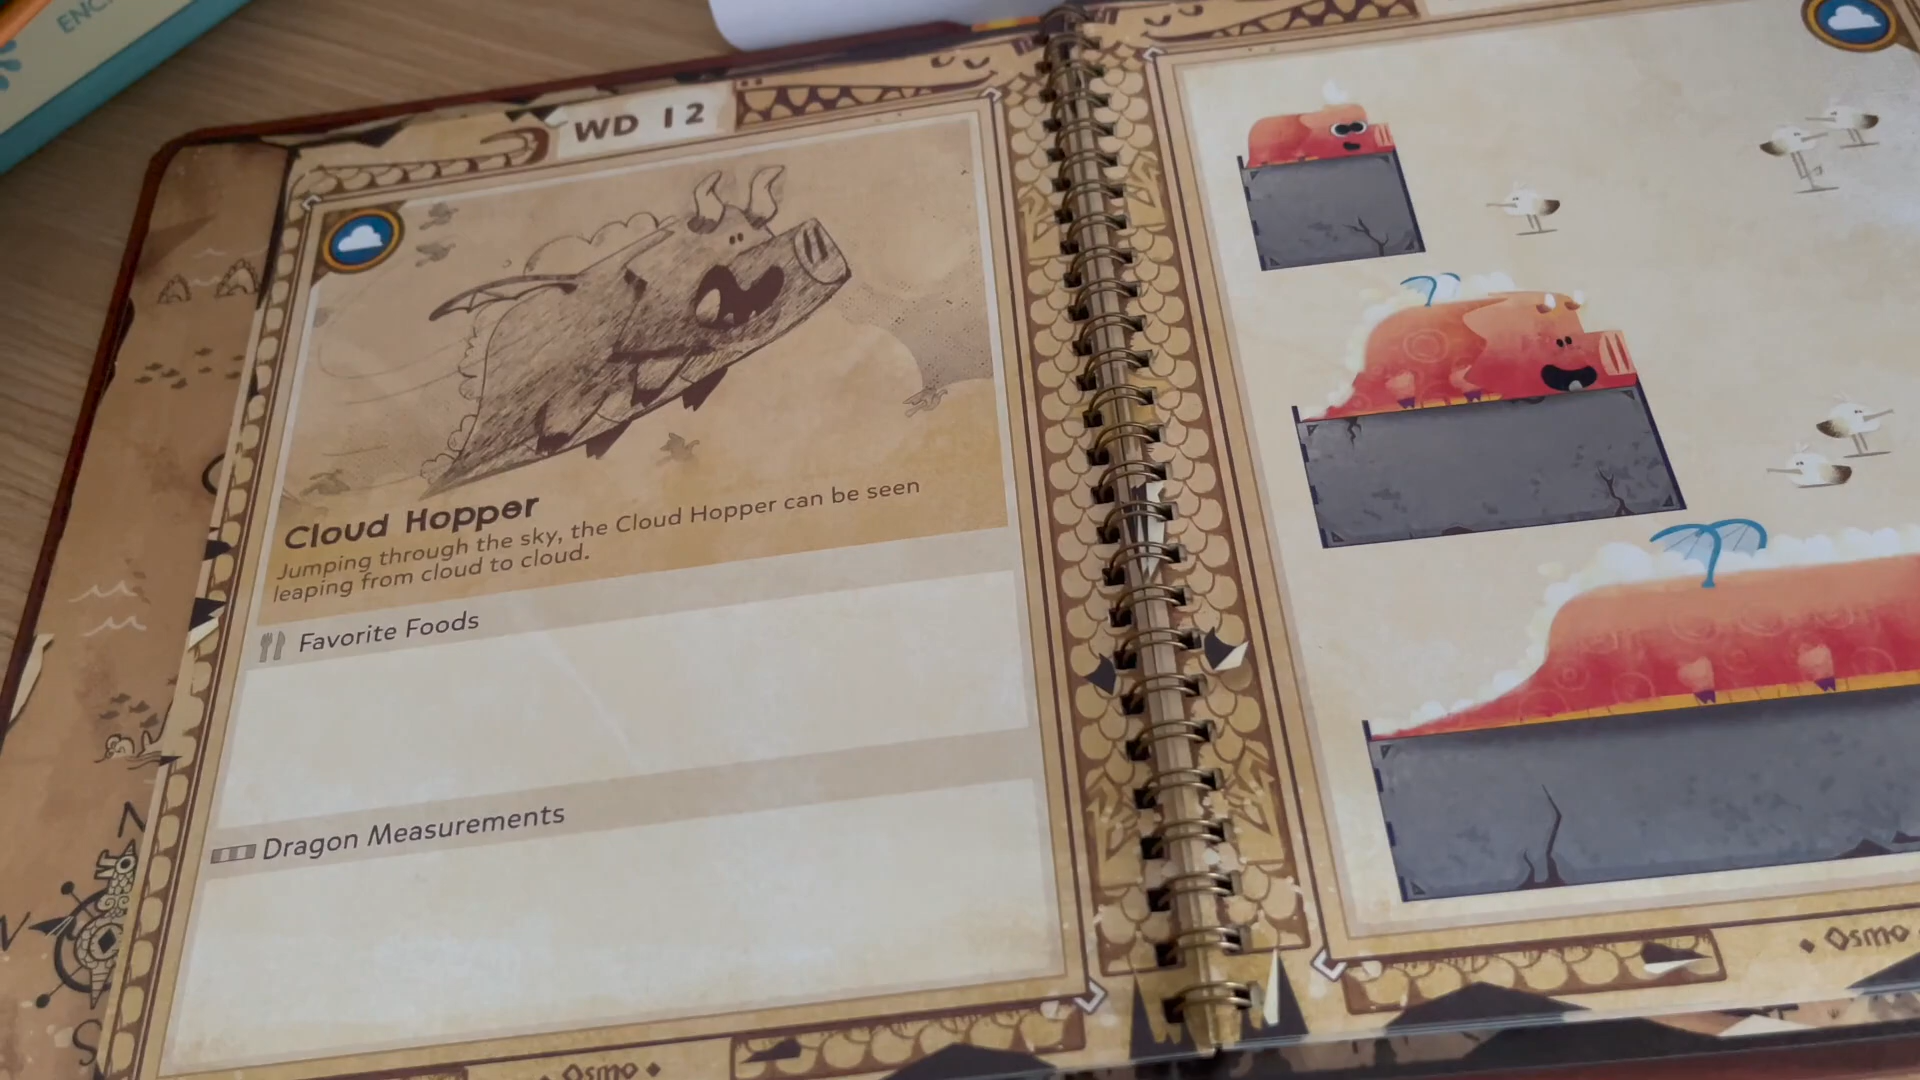 WD 12
Cloud Hopper
Jumping through the sky, the Cloud Hopper can be seen
leaping from cloud to cloud.
Favorite Foods
Dragon Measurements
N
S
Osmo
Osmo